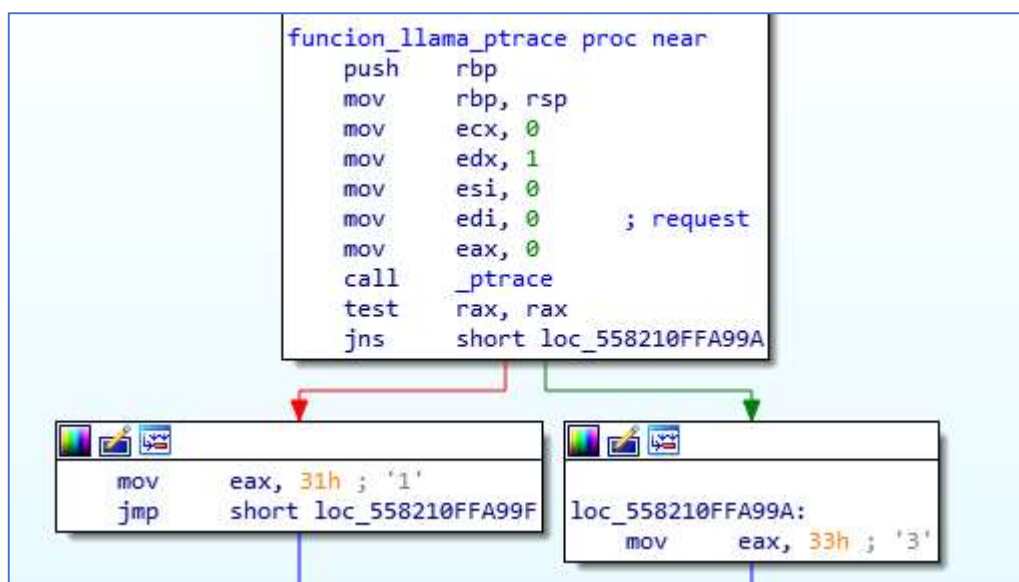 funcion_llama_ptrace proc near
push rbp
mov rbp, rsp
mov ecx, 0
mov edx, 1
mov esi, 0
mov edi, 0 ; request
mov eax, 0
call _ptrace
test rax, rax
jns short loc_558210FFA99A
mov eax, 31h ; '1'
jmp short loc_558210FFA99F
loc_558210FFA99A:
mov eax, 33h ; '3'